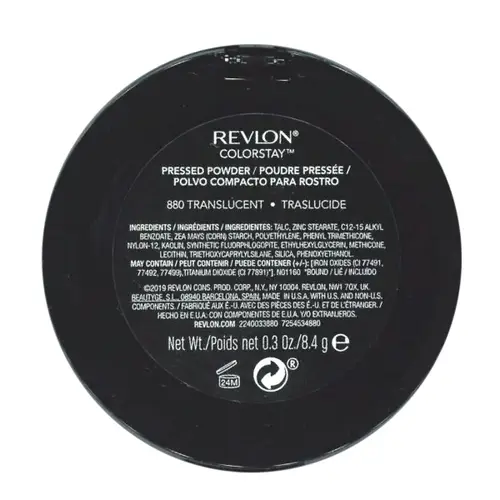 REVLON®
COLORSTAY™
PRESSED POWDER / POUDRE PRESSÉE /
POLVO COMPACTO PARA ROSTRO
880 TRANSLUCENT • TRASLUCIDE
INGREDIENTS / INGRÉDIENTS / INGREDIENTES: TALC, ZINC STEARATE, C12-15 ALKYL
BENZOATE, ZEA MAYS (CORN) STARCH, POLYETHYLENE, PHENYL TRIMETHICONE,
NYLON-12, KAOLIN, SYNTHETIC FLUORPHLOGOPITE, ETHYLHEXYLGLYCERIN, METHICONE,
LECITHIN, TRIETHOXYCAPRYLYLSILANE, SILICA, PHENOXYETHANOL.
MAY CONTAIN / PEUT CONTENIR / PUEDE CONTENER (+/-): [IRON OXIDES (CI 77491,
77492, 77499),TITANIUM DIOXIDE (CI 77891)*]. N01160 *BOUND / LIÉ / INCLUÍDO
©2019 REVLON CONS. PROD. CORP., N.Y., NY 10004. REVLON, NW1 7QX, UK.
BEAUTYGE, S.L., 08940 BARCELONA, SPAIN. MADE IN U.S.A. WITH U.S. AND NON-U.S.
COMPONENTS. / FABRIQUÉ AUX É.-U. AVEC DES PIÈCES DES É.-U. ET D'AILLEURS. /
HECHO EN E.U.A. CON COMPONENTES DE E.U.A. Y/O EXTRANJEROS.
REVLON.COM 2240033880 7254534880
Net Wt./Poids net 0.3 Oz./8.4 g ℮
24M